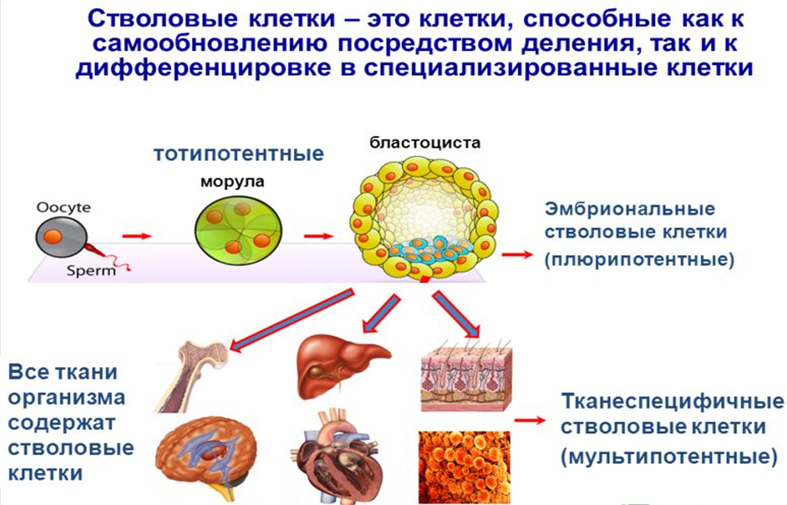 Стволовые клетки – это клетки, способные как к
самообновлению посредством деления, так и к
дифференцировке в специализированные клетки
тотипотентные
морула
бластоциста
Oocyte
Sperm
Эмбриональные
стволовые клетки
(плюрипотентные)
Все ткани
организма
содержат
стволовые
клетки
Тканеспецифичные
стволовые клетки
(мультипотентные)